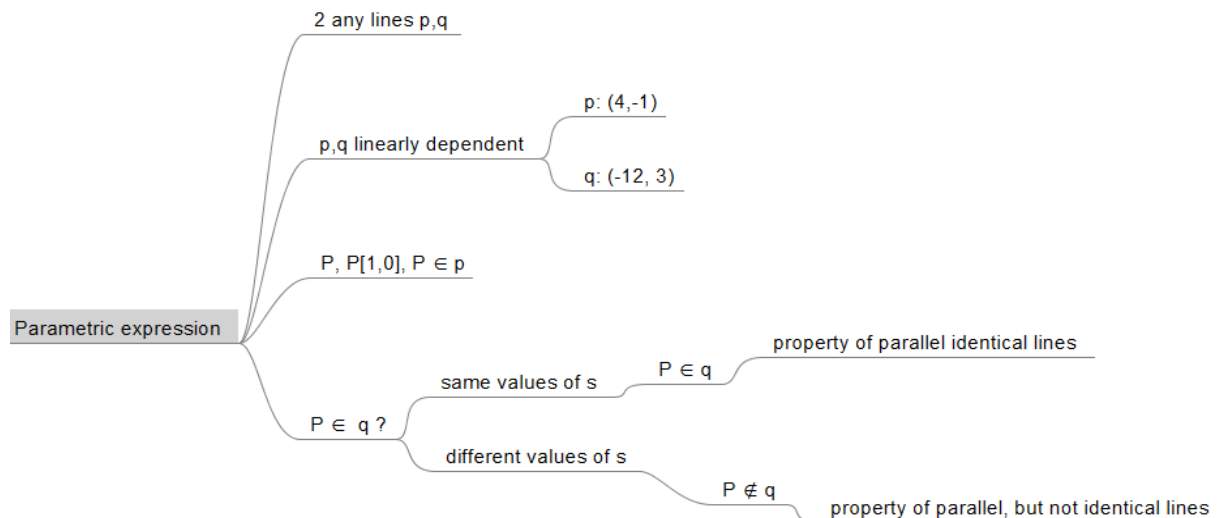 2 any lines p,q
p: (4,-1)
p,q linearly dependent
q: (-12, 3)
P, P[1,0], P ∈ p
Parametric expression
property of parallel identical lines
P ∈ q
same values of s
P ∈ q ?
different values of s
P ∉ q
property of parallel, but not identical lines